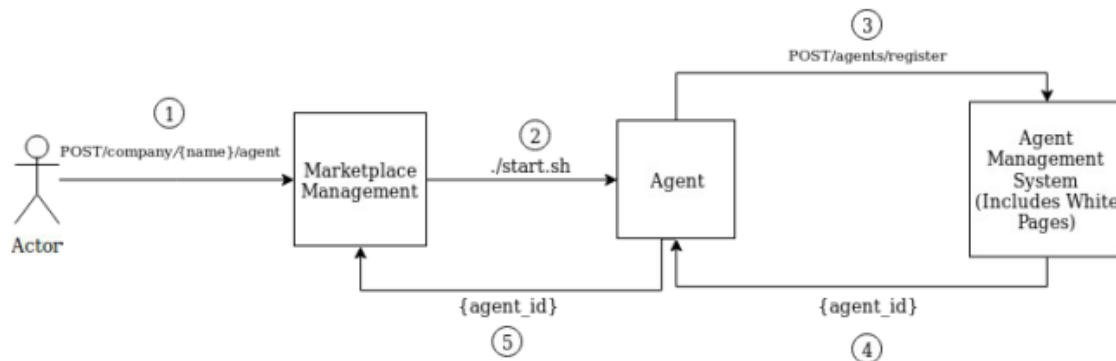 3
POST/agents/register
1
POST/company/{name}/agent
2
./start.sh
Marketplace
Management
Agent
Agent
Management
System
(Includes White
Pages)
Actor
{agent_id}
5
{agent_id}
4